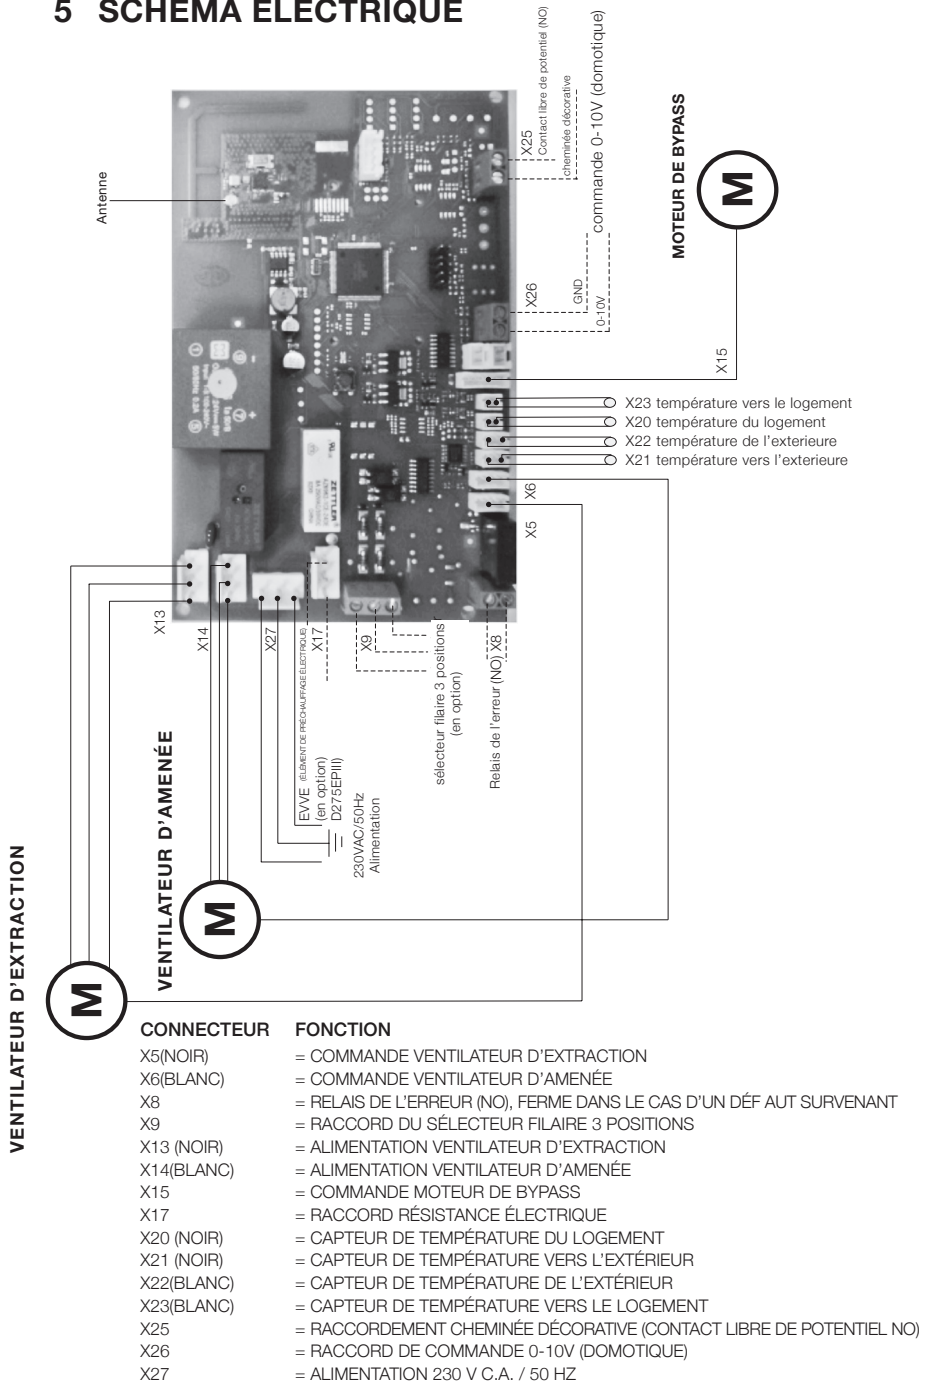 5 SCHEMA ELECTRIQUE
Antenne
X25
Contact libre de potentiel (NO)
cheminée décorative
commande 0-10V (domotique)
X26
GND
0-10V
MOTEUR DE BYPASS
M
X15
X23 température vers le logement
X20 température du logement
X22 température de l'exterieure
X21 température vers l'exterieure
X6
X5
ZETTLER
X13
X14
X27
X17
X9
X8
EVVE (ÉLÉMENT DE PRÉCHAUFFAGE ÉLECTRIQUE)
(en option)
D275EPIII)
230VAC/50Hz
Alimentation
sélecteur filaire 3 positions
(en option)
Relais de l'erreur (NO)
VENTILATEUR D'AMENÉE
M
VENTILATEUR D'EXTRACTION
M
CONNECTEUR FONCTION
X5(NOIR) = COMMANDE VENTILATEUR D'EXTRACTION
X6(BLANC) = COMMANDE VENTILATEUR D'AMENÉE
X8 = RELAIS DE L'ERREUR (NO), FERME DANS LE CAS D'UN DÉF AUT SURVENANT
X9 = RACCORD DU SÉLECTEUR FILAIRE 3 POSITIONS
X13 (NOIR) = ALIMENTATION VENTILATEUR D'EXTRACTION
X14(BLANC) = ALIMENTATION VENTILATEUR D'AMENÉE
X15 = COMMANDE MOTEUR DE BYPASS
X17 = RACCORD RÉSISTANCE ÉLECTRIQUE
X20 (NOIR) = CAPTEUR DE TEMPÉRATURE DU LOGEMENT
X21 (NOIR) = CAPTEUR DE TEMPÉRATURE VERS L'EXTÉRIEUR
X22(BLANC) = CAPTEUR DE TEMPÉRATURE DE L'EXTÉRIEUR
X23(BLANC) = CAPTEUR DE TEMPÉRATURE VERS LE LOGEMENT
X25 = RACCORDEMENT CHEMINÉE DÉCORATIVE (CONTACT LIBRE DE POTENTIEL NO)
X26 = RACCORD DE COMMANDE 0-10V (DOMOTIQUE)
X27 = ALIMENTATION 230 V C.A. / 50 HZ